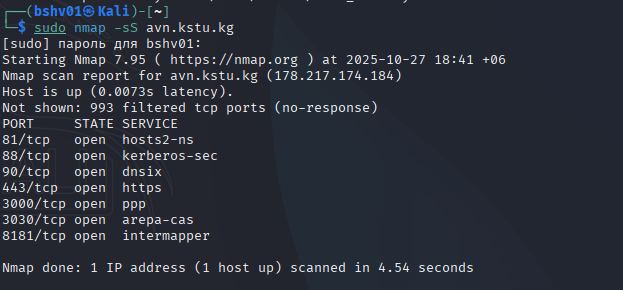 ┌──(bshv01㉿Kali)-[~]
└─$ sudo nmap -sS avn.kstu.kg
[sudo] пароль для bshv01:
Starting Nmap 7.95 ( https://nmap.org ) at 2025-10-27 18:41 +06
Nmap scan report for avn.kstu.kg (178.217.174.184)
Host is up (0.0073s latency).
Not shown: 993 filtered tcp ports (no-response)
PORT     STATE SERVICE
81/tcp   open  hosts2-ns
88/tcp   open  kerberos-sec
90/tcp   open  dnsix
443/tcp  open  https
3000/tcp open  ppp
3030/tcp open  arepa-cas
8181/tcp open  intermapper
Nmap done: 1 IP address (1 host up) scanned in 4.54 seconds